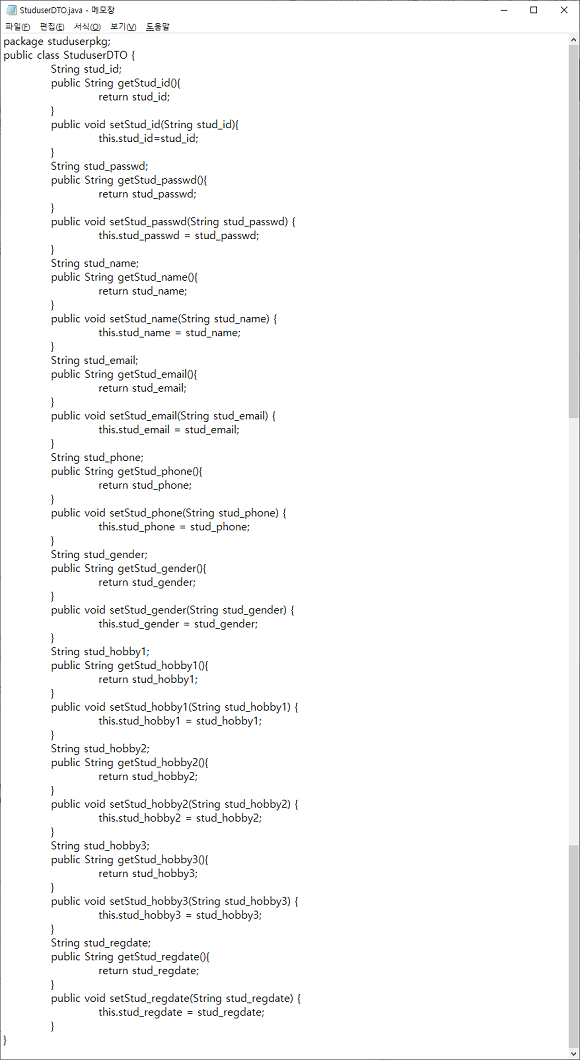 StuduserDTO.java - 메모장
파일(F) 편집(E) 서식(O) 보기(V) 도움말
package studuserpkg;
public class StuduserDTO {
String stud_id;
public String getStud_id(){
return stud_id;
}
public void setStud_id(String stud_id){
this.stud_id=stud_id;
}
String stud_passwd;
public String getStud_passwd(){
return stud_passwd;
}
public void setStud_passwd(String stud_passwd) {
this.stud_passwd = stud_passwd;
}
String stud_name;
public String getStud_name(){
return stud_name;
}
public void setStud_name(String stud_name) {
this.stud_name = stud_name;
}
String stud_email;
public String getStud_email(){
return stud_email;
}
public void setStud_email(String stud_email) {
this.stud_email = stud_email;
}
String stud_phone;
public String getStud_phone(){
return stud_phone;
}
public void setStud_phone(String stud_phone) {
this.stud_phone = stud_phone;
}
String stud_gender;
public String getStud_gender(){
return stud_gender;
}
public void setStud_gender(String stud_gender) {
this.stud_gender = stud_gender;
}
String stud_hobby1;
public String getStud_hobby1(){
return stud_hobby1;
}
public void setStud_hobby1(String stud_hobby1) {
this.stud_hobby1 = stud_hobby1;
}
String stud_hobby2;
public String getStud_hobby2(){
return stud_hobby2;
}
public void setStud_hobby2(String stud_hobby2) {
this.stud_hobby2 = stud_hobby2;
}
String stud_hobby3;
public String getStud_hobby3(){
return stud_hobby3;
}
public void setStud_hobby3(String stud_hobby3) {
this.stud_hobby3 = stud_hobby3;
}
String stud_regdate;
public String getStud_regdate(){
return stud_regdate;
}
public void setStud_regdate(String stud_regdate) {
this.stud_regdate = stud_regdate;
}
}